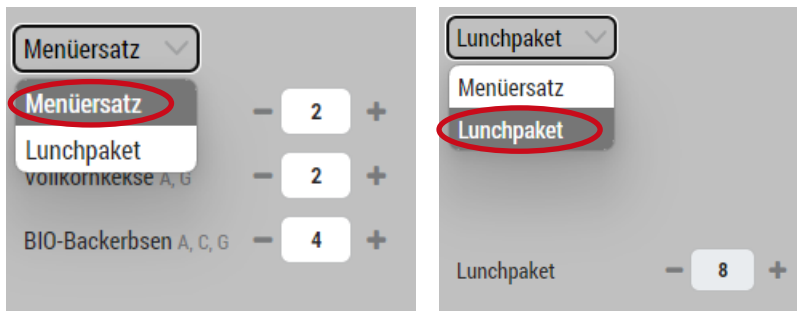 Menüersatz
Menüersatz
2
Lunchpaket
Vollkornkekse A, G
2
BIO-Backerbsen A, C, G
4
Lunchpaket
Menüersatz
Lunchpaket
Lunchpaket
8